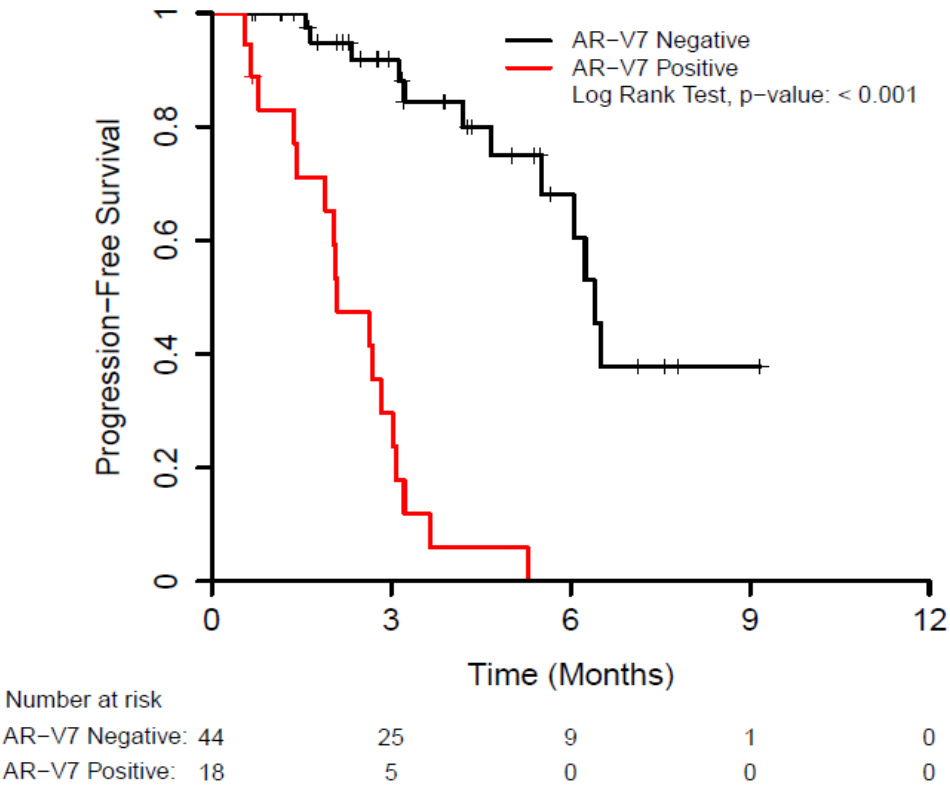 AR−V7 Negative
AR−V7 Positive
Log Rank Test, p−value: < 0.001
Progression−Free Survival
1
0.8
0.6
0.4
0.2
0
0 3 6 9 12
Time (Months)
Number at risk
AR−V7 Negative: 44 25 9 1 0
AR−V7 Positive: 18 5 0 0 0